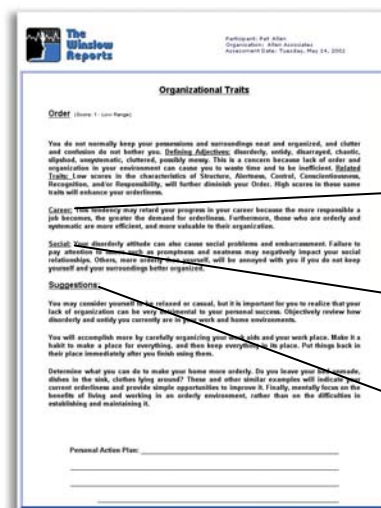 The
Winslow
Reports
Participant: Pat Allen
Organization: Allen Associates
Assessment Date: Tuesday, May 14, 2002
Organizational Traits
Order (Score: 1 - Low Range)
You do not normally keep your possessions and surroundings neat and organized, and clutter
and confusion do not bother you. Defining Adjectives: disorderly, untidy, disarrayed, chaotic,
slipshod, unsystematic, cluttered, possibly messy. This is a concern because lack of order and
organization in your environment can cause you to waste time and to be inefficient. Related
Traits: Low scores in the characteristics of Structure, Alertness, Control, Conscientiousness,
Recognition, and/or Responsibility, will further diminish your Order. High scores in these same
traits will enhance your orderliness.
Career: This tendency may retard your progress in your career because the more responsible a
job becomes, the greater the demand for orderliness. Furthermore, those who are orderly and
systematic are more efficient, and more valuable to their organization.
Social: Your disorderly attitude can also cause social problems and embarrassment. Failure to
pay attention to such as promptness and neatness may negatively impact your social
relationships. Others, more orderly than yourself, will be annoyed with you if you do not keep
yourself and your surroundings better organized.
Suggestions:
You may consider yourself to be relaxed or casual, but it is important for you to realize that your
lack of organization can be very detrimental to your personal success. Objectively review how
disorderly and untidy you currently are in your work and home environments.
You will accomplish more by carefully organizing your work aids and your work place. Make it a
habit to make a place for everything, and then keep everything in its place. Put things back in
their place immediately after you finish using them.
Determine what you can do to make your home more orderly. Do you leave your bed unmade,
dishes in the sink, clothes lying around? These and other similar examples will indicate your
current orderliness and provide simple opportunities to improve it. Finally, mentally focus on the
benefits of living and working in an orderly environment, rather than on the difficulties in
establishing and maintaining it.
Personal Action Plan: